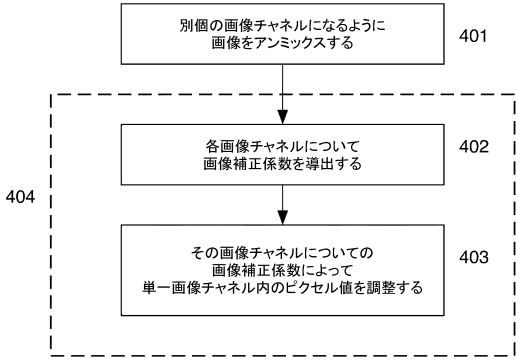 別個の画像チャネルになるように
画像をアンミックスする
401
各画像チャネルについて
画像補正係数を導出する
402
404
その画像チャネルについての
画像補正係数によって
単一画像チャネル内のピクセル値を調整する
403